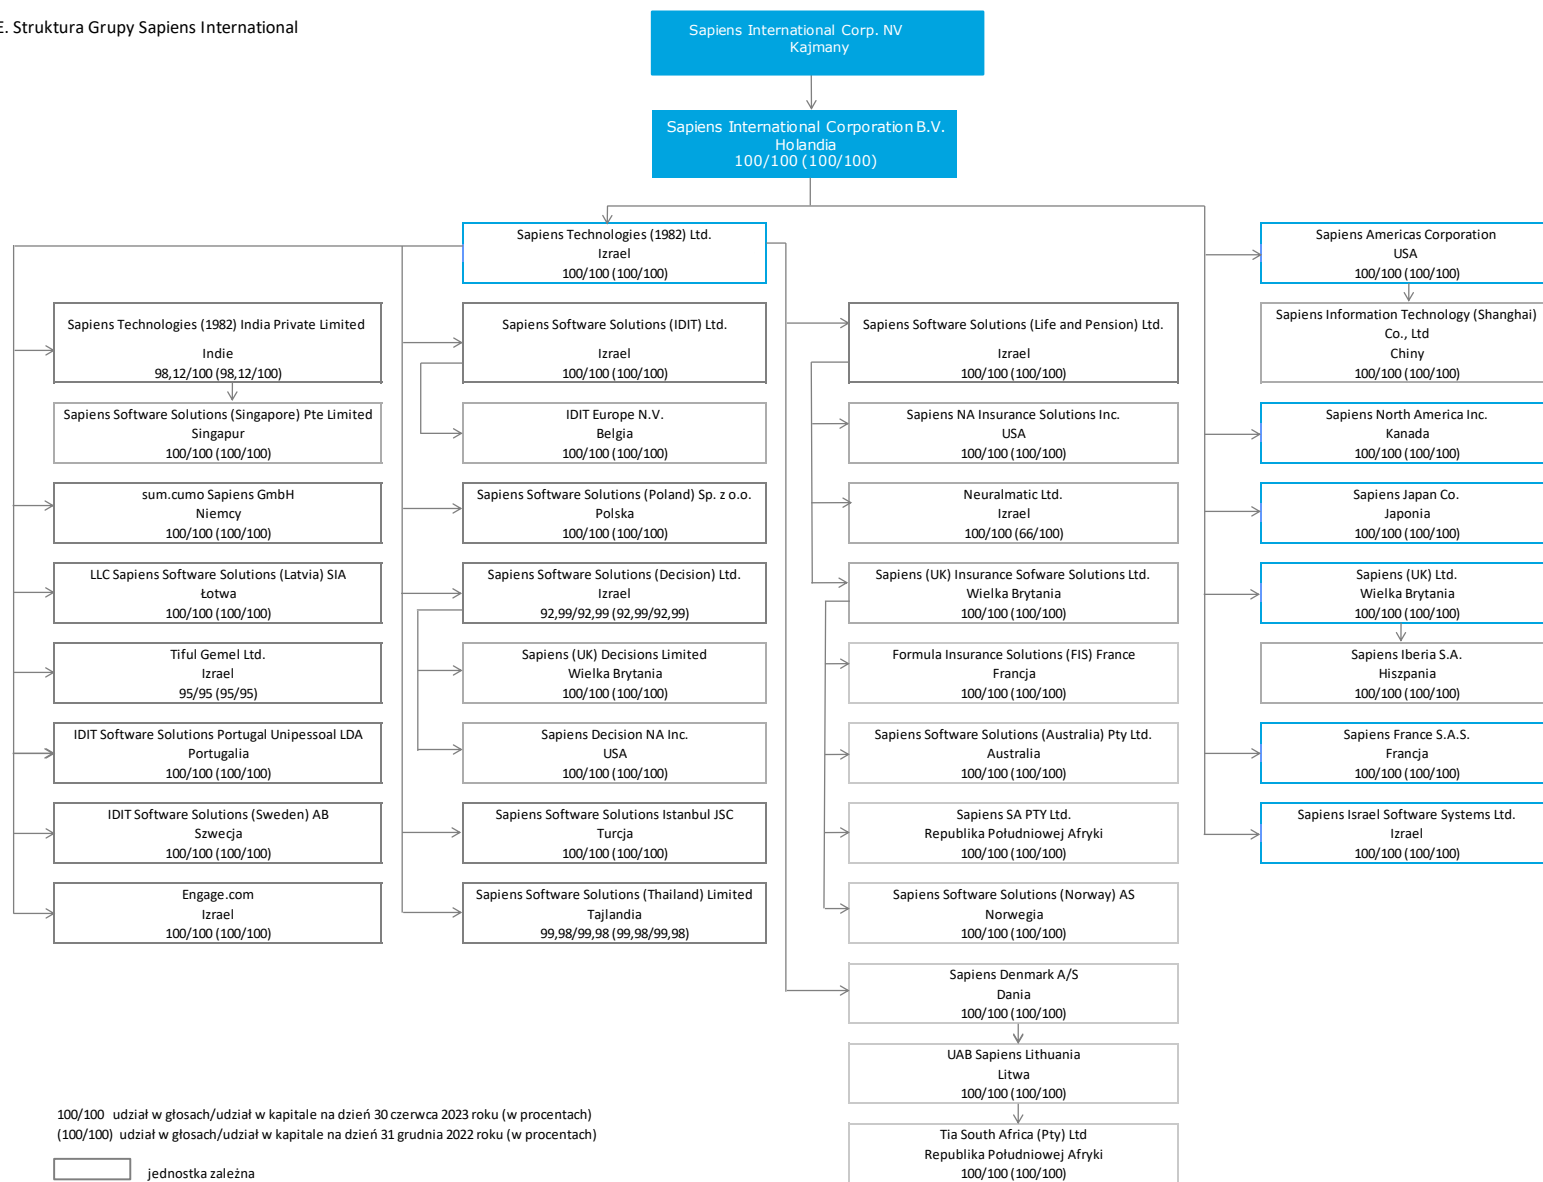 E. Struktura Grupy Sapiens International
Sapiens International Corp. NV
Kajmany
Sapiens International Corporation B.V.
Holandia
100/100 (100/100)
Sapiens Technologies (1982) Ltd.
Izrael
100/100 (100/100)
Sapiens Americas Corporation
USA
100/100 (100/100)
Sapiens Technologies (1982) India Private Limited
Indie
98,12/100 (98,12/100)
Sapiens Software Solutions (IDIT) Ltd.
Izrael
100/100 (100/100)
Sapiens Software Solutions (Life and Pension) Ltd.
Izrael
100/100 (100/100)
Sapiens Information Technology (Shanghai)
Co., Ltd
Chiny
100/100 (100/100)
Sapiens Software Solutions (Singapore) Pte Limited
Singapur
100/100 (100/100)
IDIT Europe N.V.
Belgia
100/100 (100/100)
Sapiens NA Insurance Solutions Inc.
USA
100/100 (100/100)
Sapiens North America Inc.
Kanada
100/100 (100/100)
sum.cumo Sapiens GmbH
Niemcy
100/100 (100/100)
Sapiens Software Solutions (Poland) Sp. z o.o.
Polska
100/100 (100/100)
Neuralmatic Ltd.
Izrael
100/100 (66/100)
Sapiens Japan Co.
Japonia
100/100 (100/100)
LLC Sapiens Software Solutions (Latvia) SIA
Łotwa
100/100 (100/100)
Sapiens Software Solutions (Decision) Ltd.
Izrael
92,99/92,99 (92,99/92,99)
Sapiens (UK) Insurance Sofware Solutions Ltd.
Wielka Brytania
100/100 (100/100)
Sapiens (UK) Ltd.
Wielka Brytania
100/100 (100/100)
Tiful Gemel Ltd.
Izrael
95/95 (95/95)
Sapiens (UK) Decisions Limited
Wielka Brytania
100/100 (100/100)
Formula Insurance Solutions (FIS) France
Francja
100/100 (100/100)
Sapiens Iberia S.A.
Hiszpania
100/100 (100/100)
IDIT Software Solutions Portugal Unipessoal LDA
Portugalia
100/100 (100/100)
Sapiens Decision NA Inc.
USA
100/100 (100/100)
Sapiens Software Solutions (Australia) Pty Ltd.
Australia
100/100 (100/100)
Sapiens France S.A.S.
Francja
100/100 (100/100)
IDIT Software Solutions (Sweden) AB
Szwecja
100/100 (100/100)
Sapiens Software Solutions Istanbul JSC
Turcja
100/100 (100/100)
Sapiens SA PTY Ltd.
Republika Południowej Afryki
100/100 (100/100)
Sapiens Israel Software Systems Ltd.
Izrael
100/100 (100/100)
Engage.com
Izrael
100/100 (100/100)
Sapiens Software Solutions (Thailand) Limited
Tajlandia
99,98/99,98 (99,98/99,98)
Sapiens Software Solutions (Norway) AS
Norwegia
100/100 (100/100)
Sapiens Denmark A/S
Dania
100/100 (100/100)
UAB Sapiens Lithuania
Litwa
100/100 (100/100)
Tia South Africa (Pty) Ltd
Republika Południowej Afryki
100/100 (100/100)
100/100 udział w głosach/udział w kapitale na dzień 30 czerwca 2023 roku (w procentach)
(100/100) udział w głosach/udział w kapitale na dzień 31 grudnia 2022 roku (w procentach)
jednostka zależna